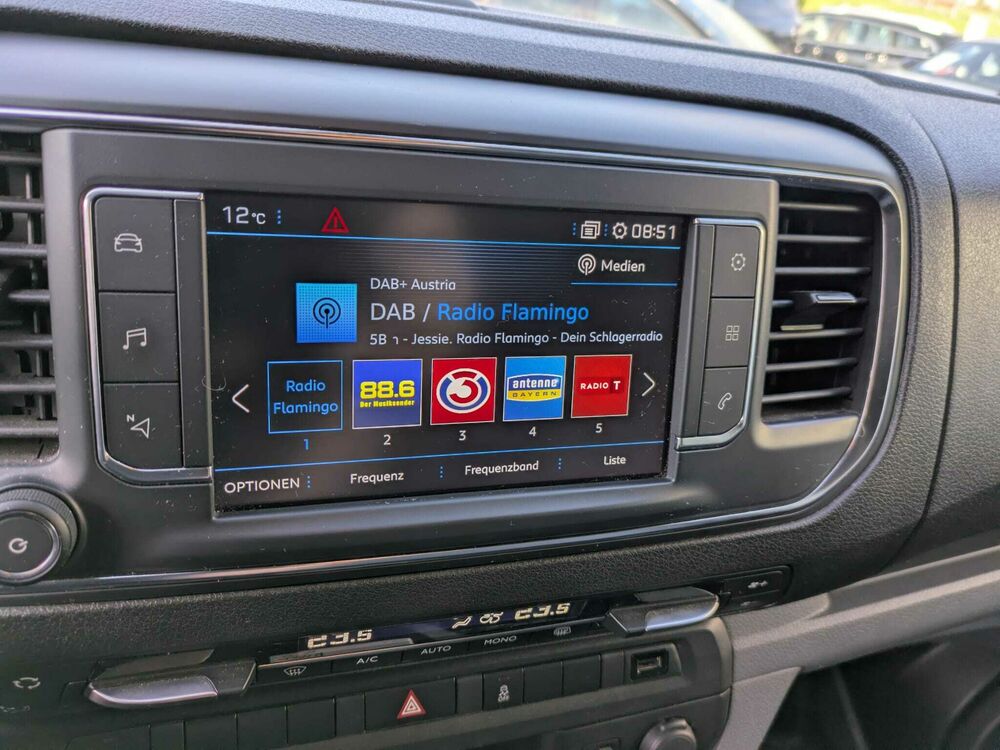 12°C
08:51
Medien
DAB+ Austria
DAB / Radio Flamingo
5B - Jessie. Radio Flamingo - Dein Schlagerradio
Radio Flamingo
88.6
Der Musiksender
3
antenne
BAYERN
RADIO T
1
2
3
4
5
OPTIONEN
Frequenz
Frequenzband
Liste
N
23.5
23.5
A/C
AUTO
MONO
OFF